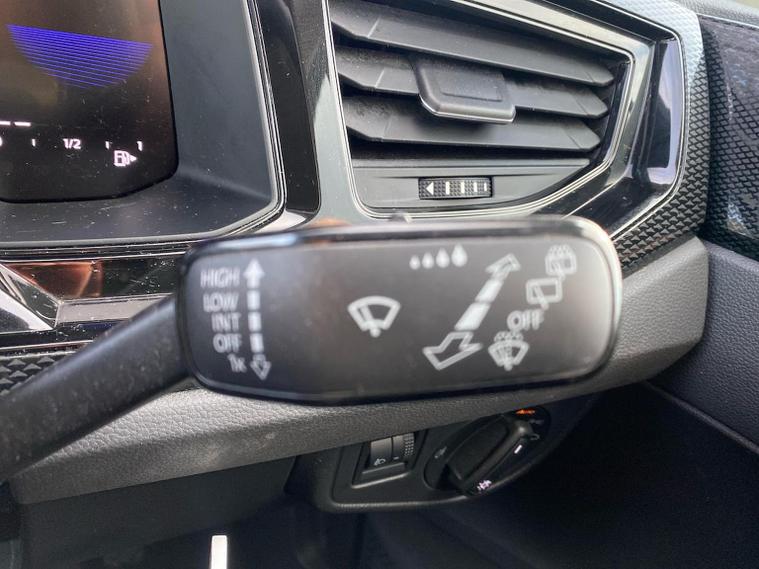 1/2
HIGH
LOW
INT
OFF
1x
OFF